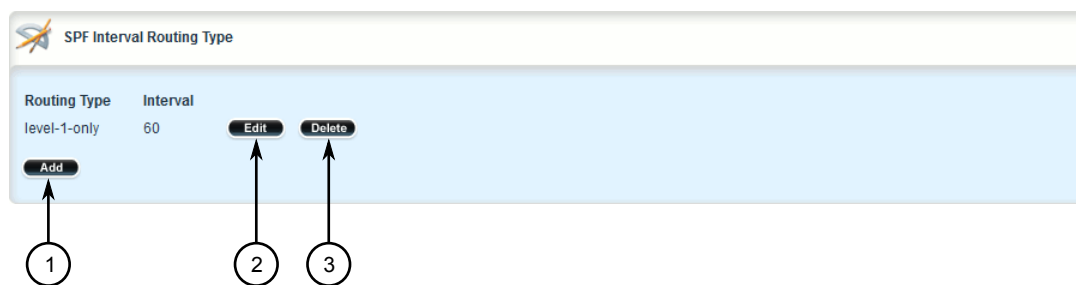 SPF Interval Routing Type
Routing Type Interval
level-1-only 60 Edit Delete
Add
1 2 3